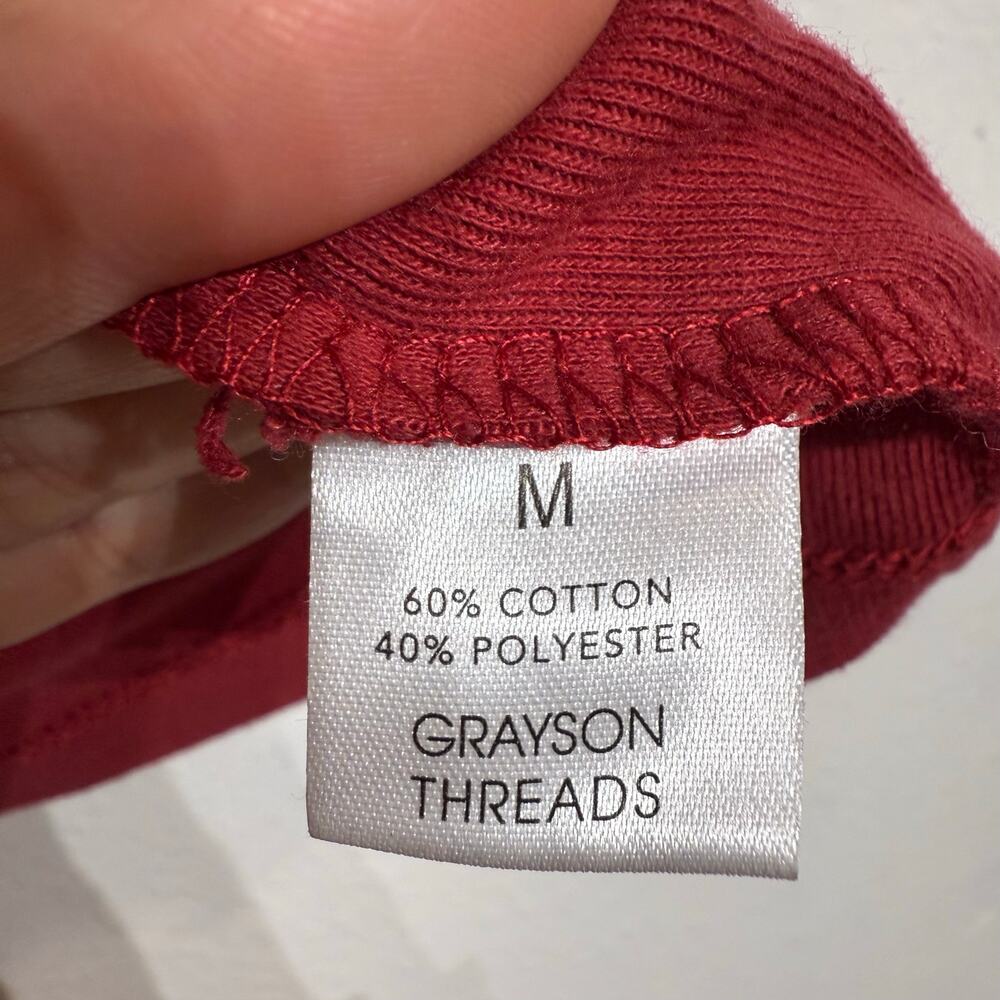 M
60% COTTON
40% POLYESTER
GRAYSON
THREADS